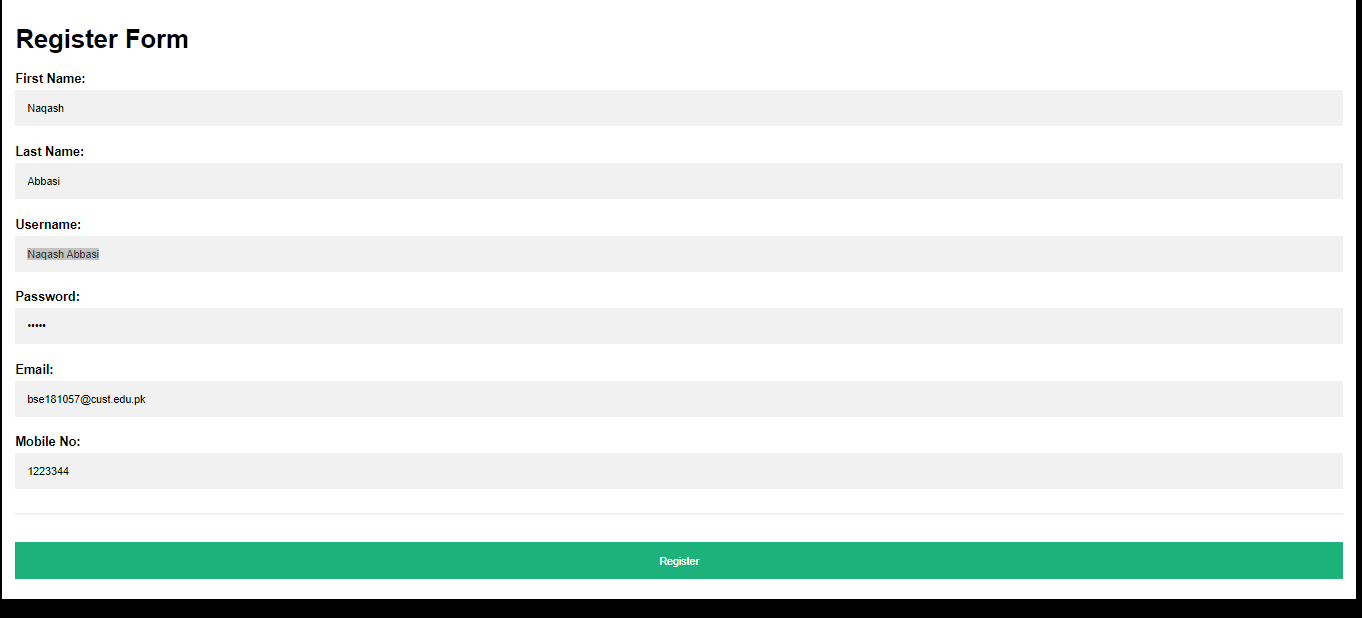 Register Form
First Name:
Naqash
Last Name:
Abbasi
Username:
Naqash Abbasi
Password:
•••••
Email:
bse181057@cust.edu.pk
Mobile No:
1223344
Register